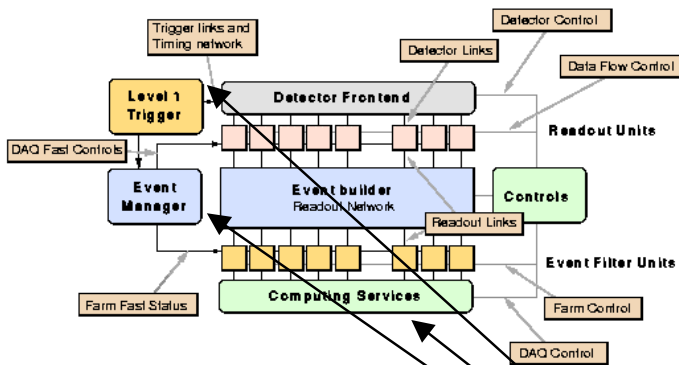 Trigger links and
Timing network
Detector Control
Detector Links
Data Flow Control
Level 1
Trigger
Detector Frontend
DAQ Fast Controls
Readout Units
Event
Manager
Event builder
Readout Network
Controls
Readout Links
Event Filter Units
Farm Fast Status
Computing Services
Farm Control
DAQ Control